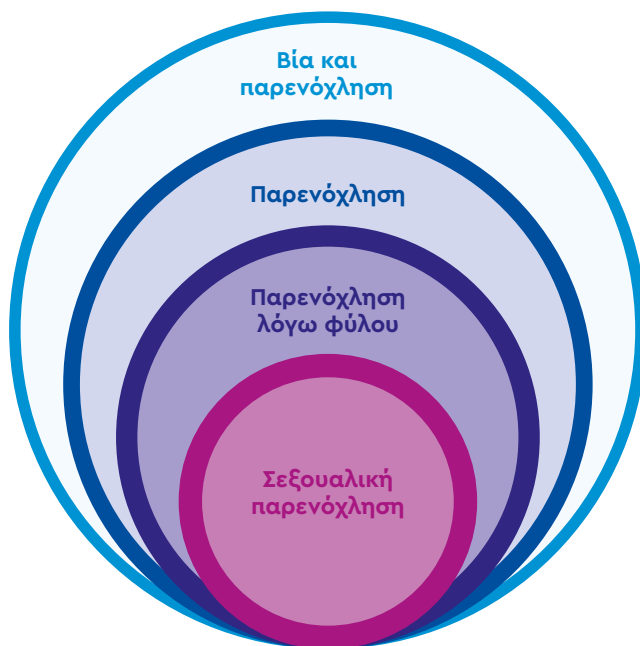 Βία και
παρενόχληση
Παρενόχληση
Παρενόχληση
λόγω φύλου
Σεξουαλική
παρενόχληση